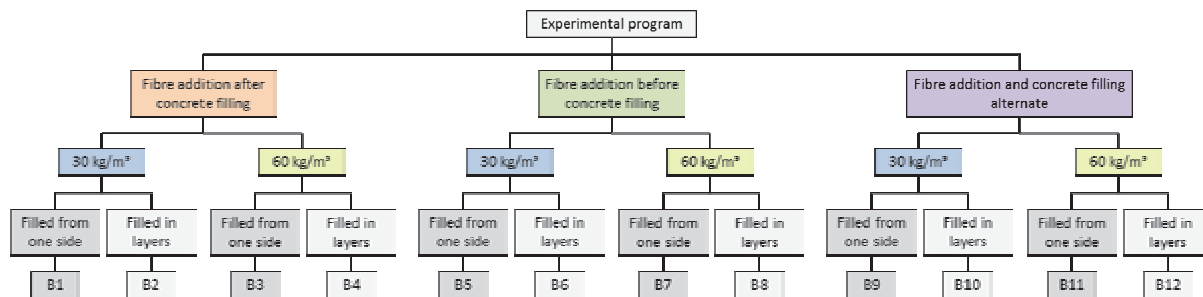 Experimental program
Fibre addition after
concrete filling
Fibre addition before
concrete filling
Fibre addition and concrete filling
alternate
30 kg/m³
60 kg/m³
30 kg/m³
60 kg/m³
30 kg/m³
60 kg/m³
Filled from
one side
Filled in
layers
Filled from
one side
Filled in
layers
Filled from
one side
Filled in
layers
Filled from
one side
Filled in
layers
Filled from
one side
Filled in
layers
Filled from
one side
Filled in
layers
B1
B2
B3
B4
B5
B6
B7
B8
B9
B10
B11
B12